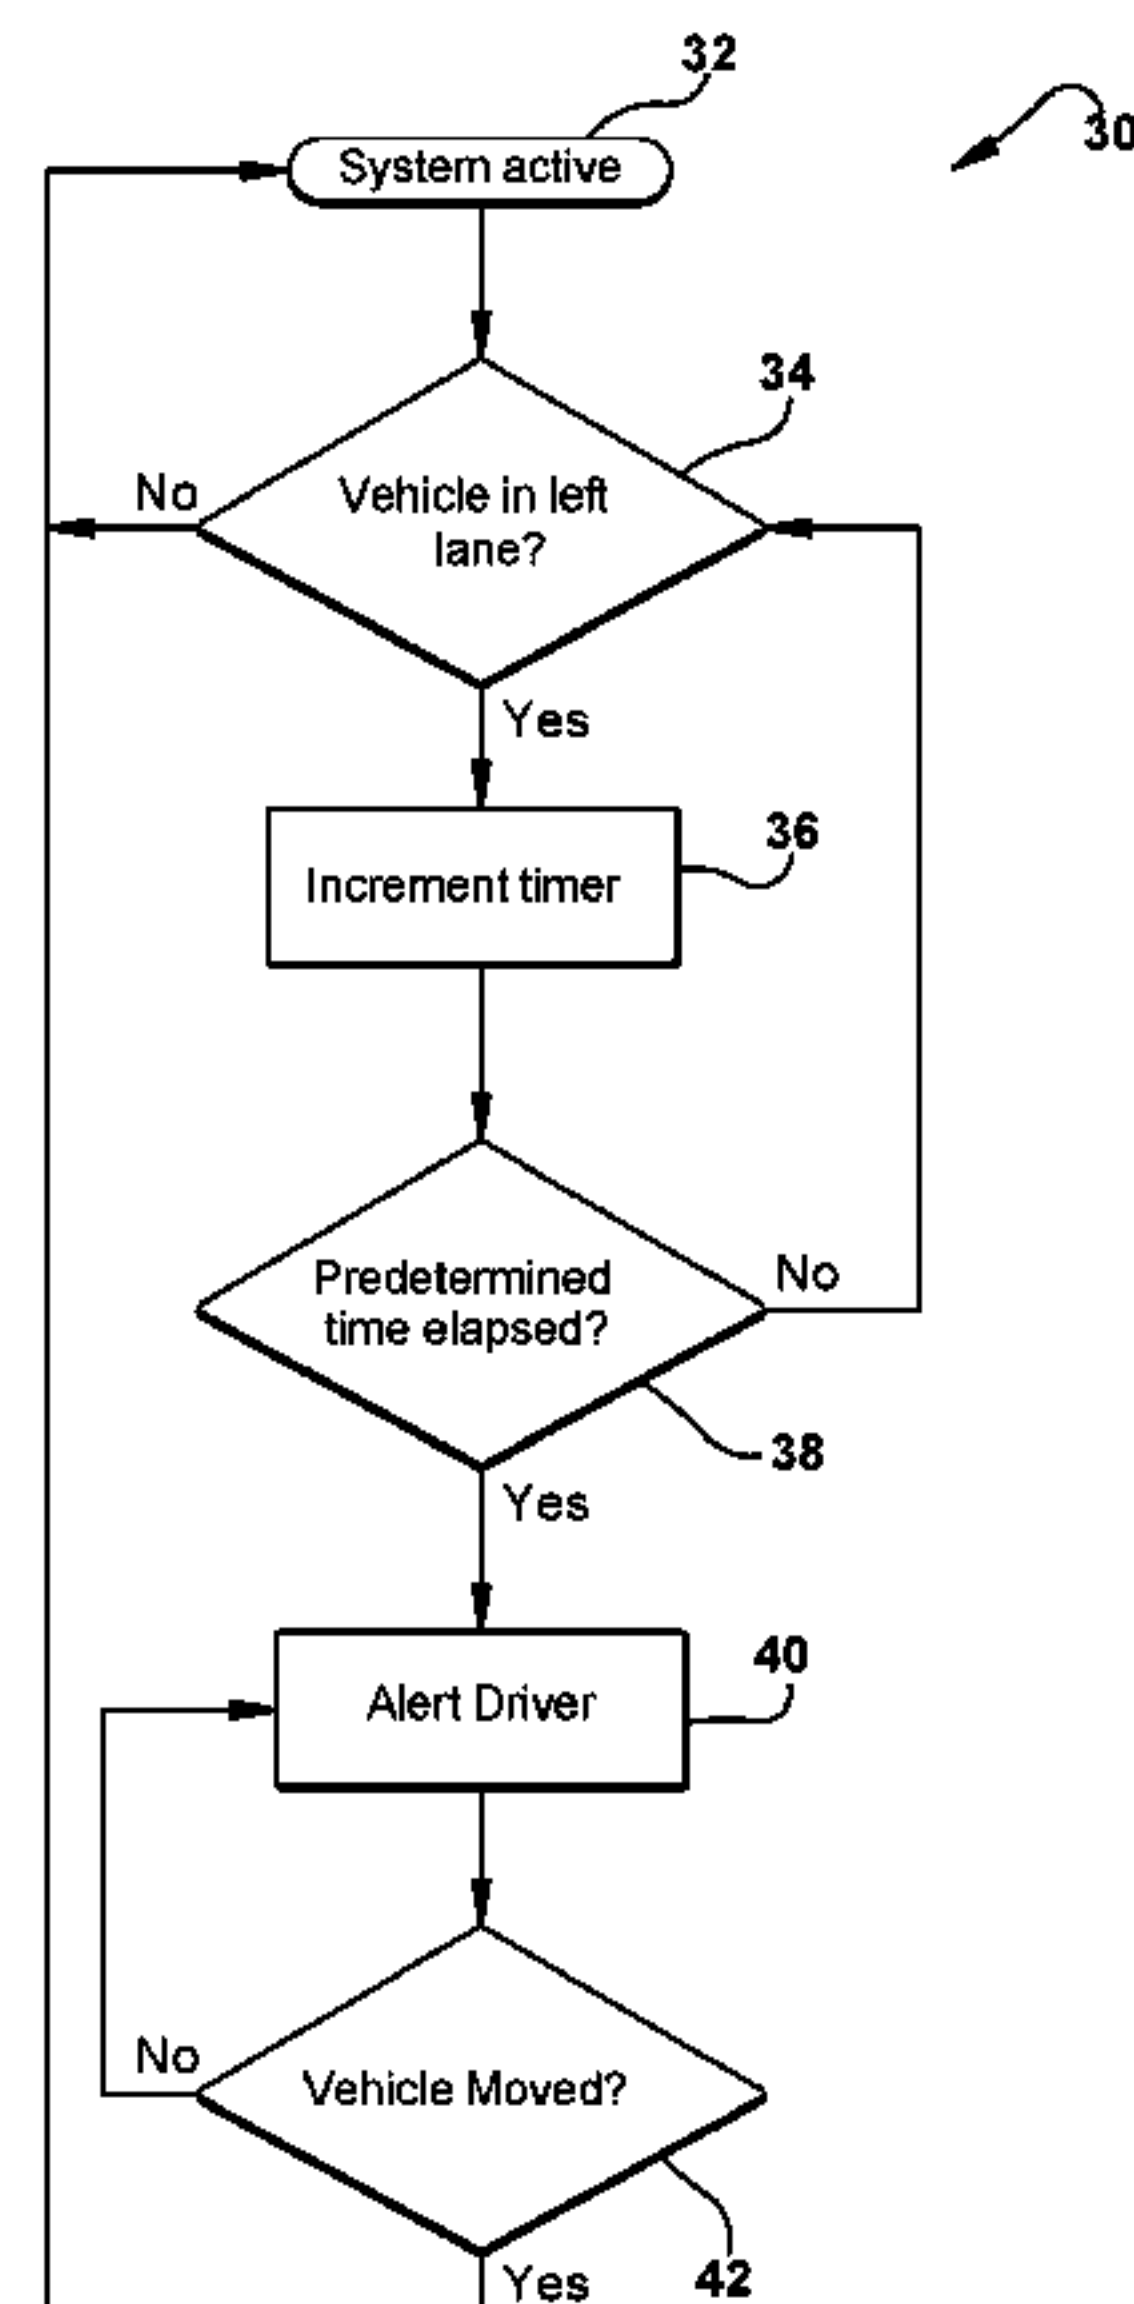 32
30
System active
34
No
Vehicle in left
lane?
Yes
36
Increment timer
Predetermined
time elapsed?
No
38
Yes
40
Alert Driver
No
Vehicle Moved?
42
Yes